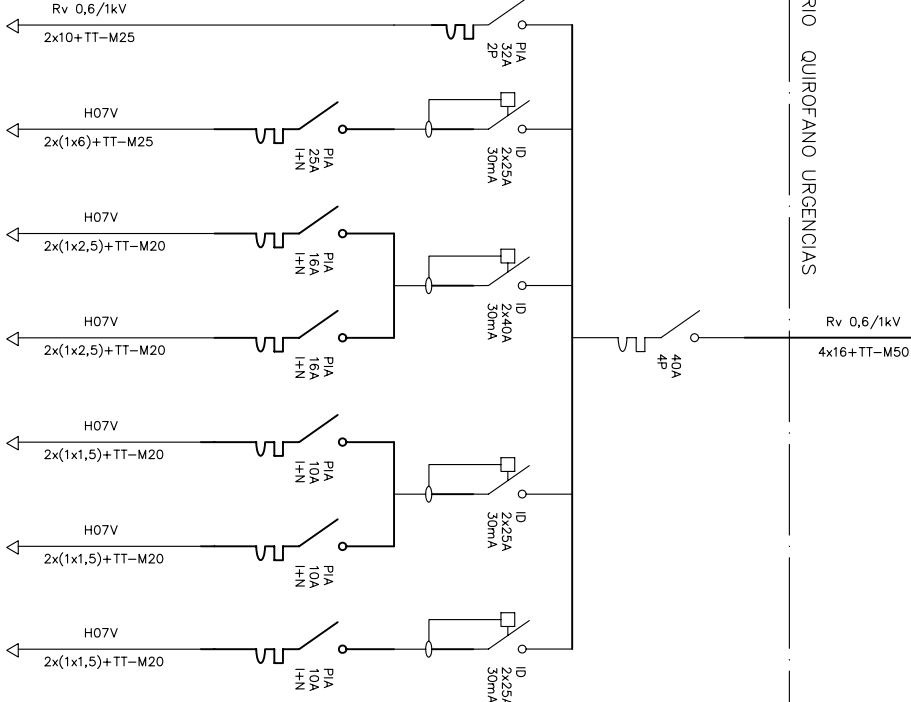 Rv 0,6/1kV
2x10+TT-M25
PIA
32A
2P
RIO QUIROFANO URGENCIAS
H07V
2x(1x6)+TT-M25
PIA
25A
I+N
ID
2x25A
30mA
H07V
2x(1x2,5)+TT-M20
PIA
16A
I+N
ID
2x40A
30mA
H07V
2x(1x2,5)+TT-M20
PIA
16A
I+N
40A
4P
Rv 0,6/1kV
4x16+TT-M50
H07V
2x(1x1,5)+TT-M20
PIA
10A
I+N
ID
2x25A
30mA
H07V
2x(1x1,5)+TT-M20
PIA
10A
I+N
H07V
2x(1x1,5)+TT-M20
PIA
10A
I+N
ID
2x25A
30mA